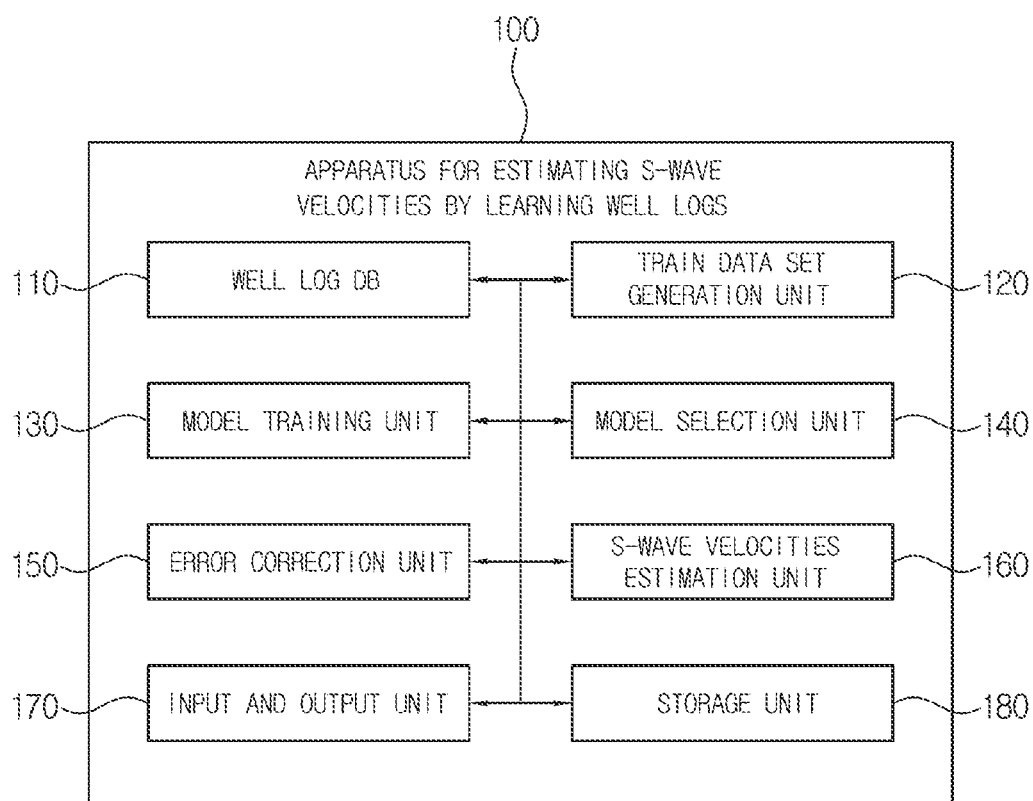 100
APPARATUS FOR ESTIMATING S-WAVE
VELOCITIES BY LEARNING WELL LOGS
110
WELL LOG DB
TRAIN DATA SET
GENERATION UNIT
120
130
MODEL TRAINING UNIT
MODEL SELECTION UNIT
140
150
ERROR CORRECTION UNIT
S-WAVE VELOCITIES
ESTIMATION UNIT
160
170
INPUT AND OUTPUT UNIT
STORAGE UNIT
180